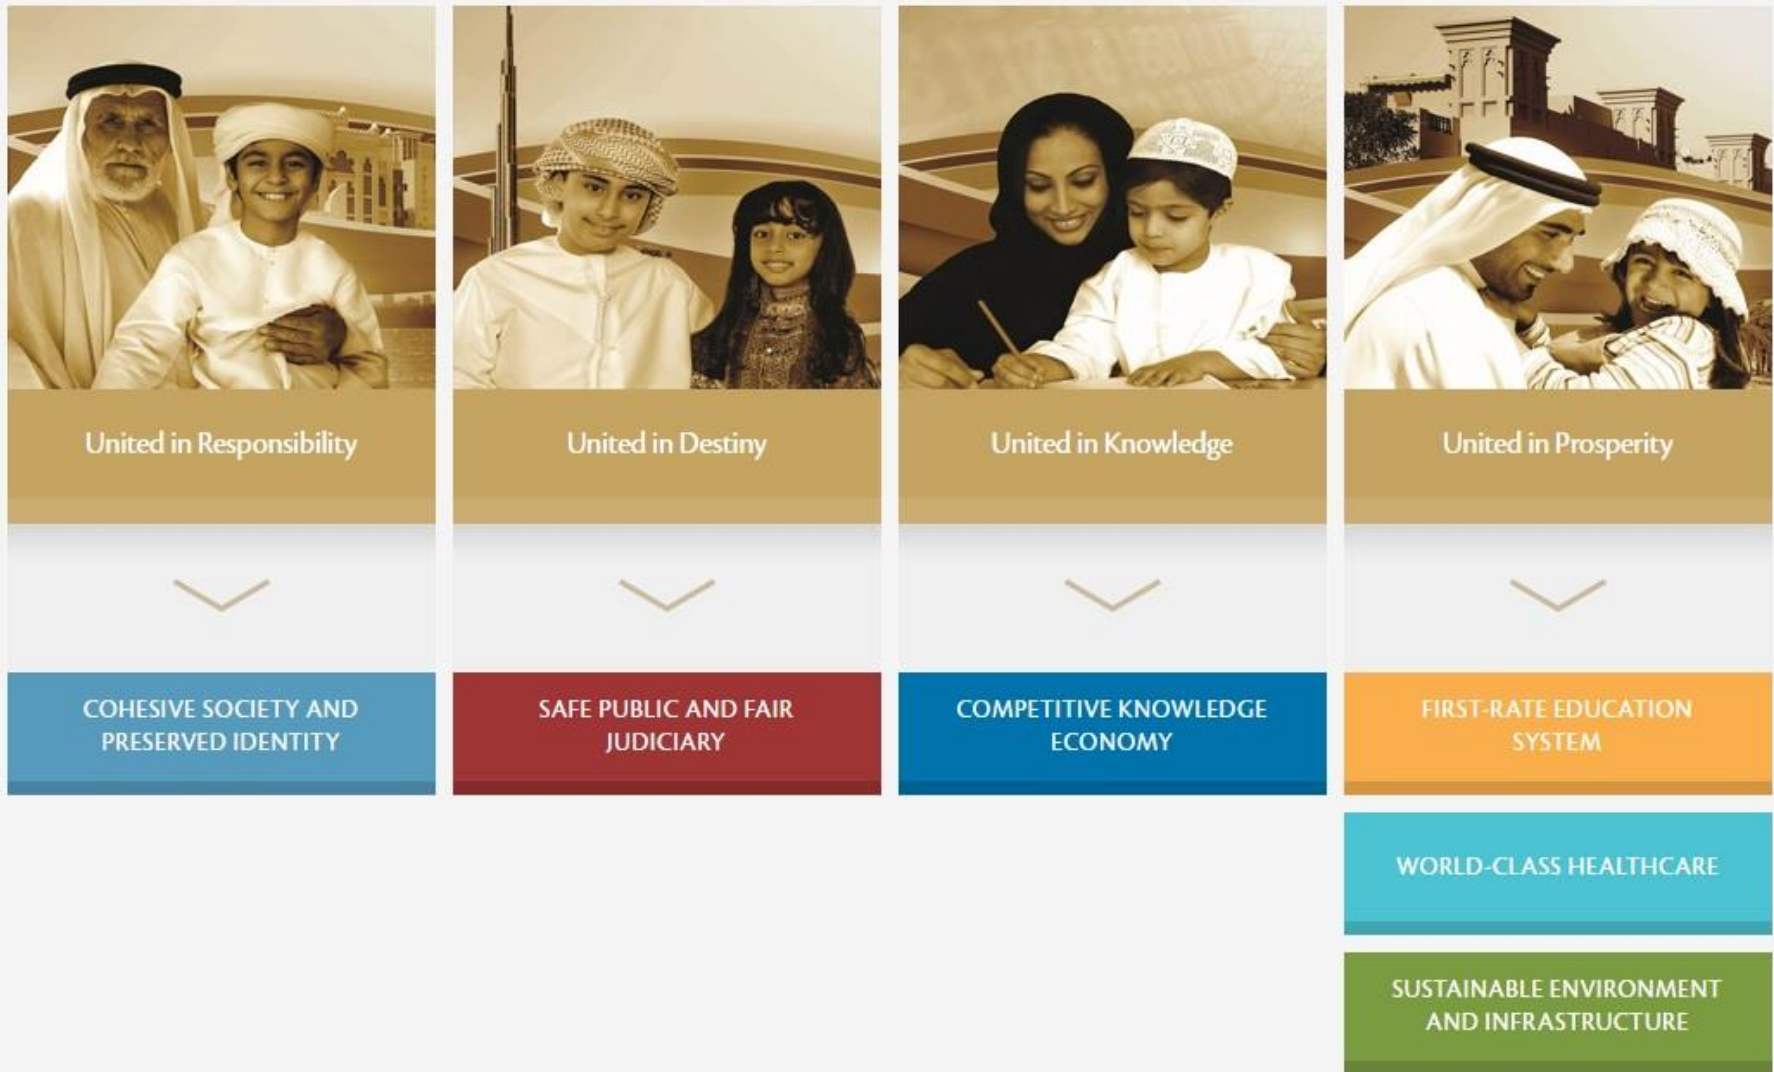 United in Responsibility
United in Destiny
United in Knowledge
United in Prosperity
COHESIVE SOCIETY AND
PRESERVED IDENTITY
SAFE PUBLIC AND FAIR
JUDICIARY
COMPETITIVE KNOWLEDGE
ECONOMY
FIRST-RATE EDUCATION
SYSTEM
WORLD-CLASS HEALTHCARE
SUSTAINABLE ENVIRONMENT
AND INFRASTRUCTURE